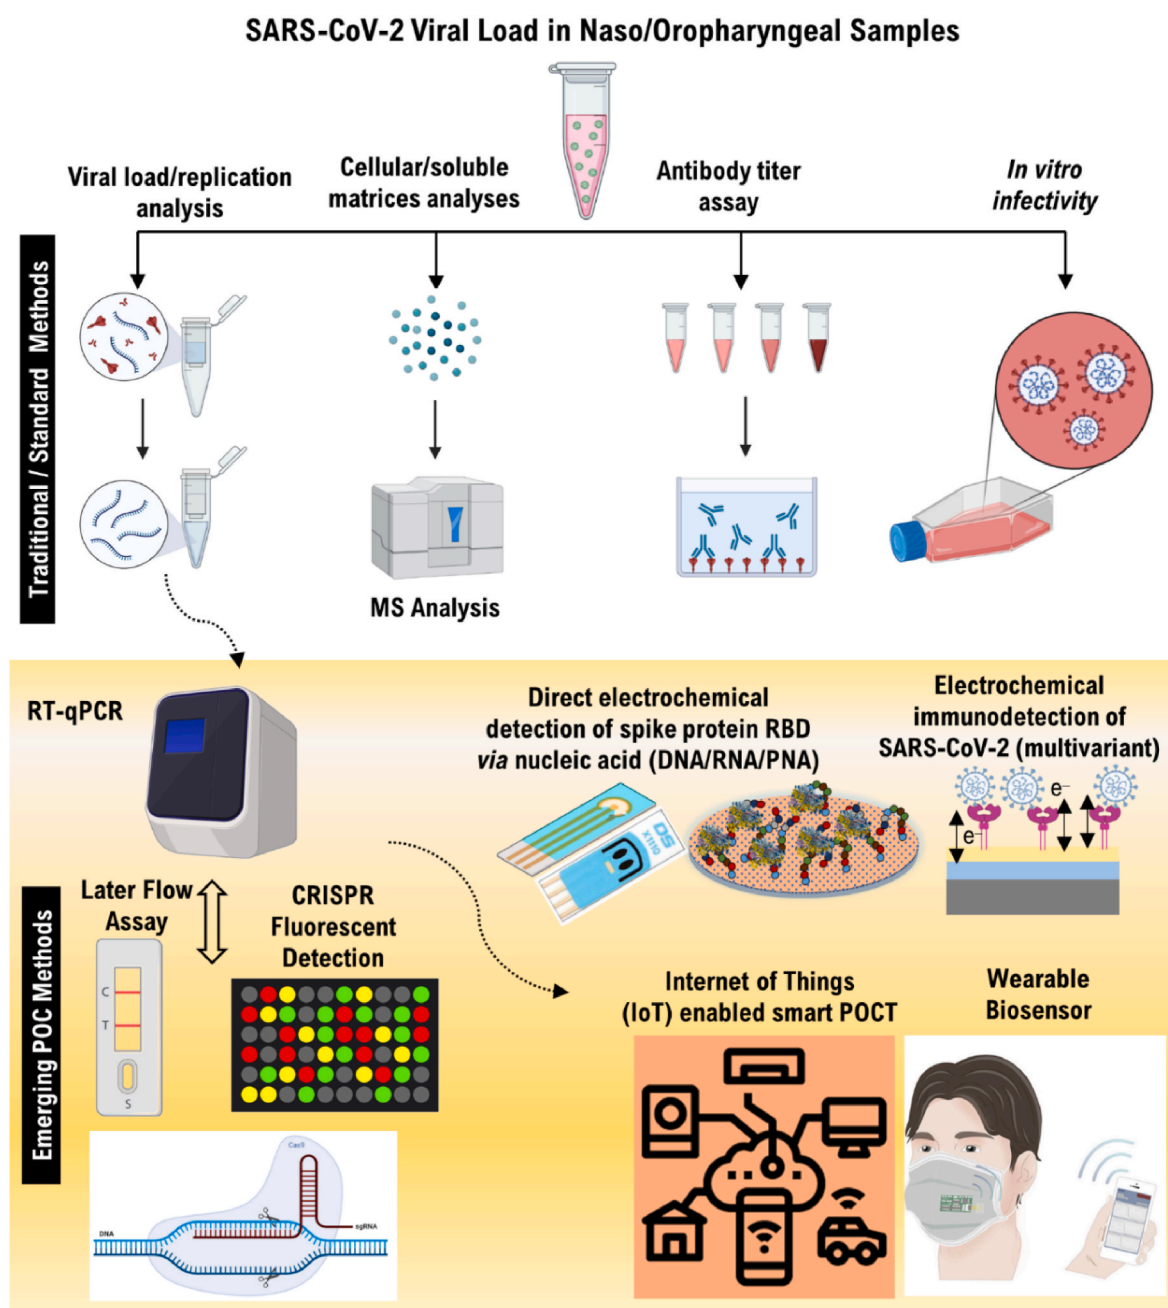 SARS-CoV-2 Viral Load in Naso/Oropharyngeal Samples
Viral load/replication
analysis
Cellular/soluble
matrices analyses
Antibody titer
assay
In vitro
infectivity
Traditional / Standard Methods
MS Analysis
RT-qPCR
Direct electrochemical
detection of spike protein RBD
via nucleic acid (DNA/RNA/PNA)
DS
X1110
Electrochemical
immunodetection of
SARS-CoV-2 (multivariant)
e–
e–
Emerging POC Methods
Later Flow
Assay
C
T
S
CRISPR
Fluorescent
Detection
Internet of Things
(IoT) enabled smart POCT
Wearable
Biosensor
Cas9
DNA
sgRNA